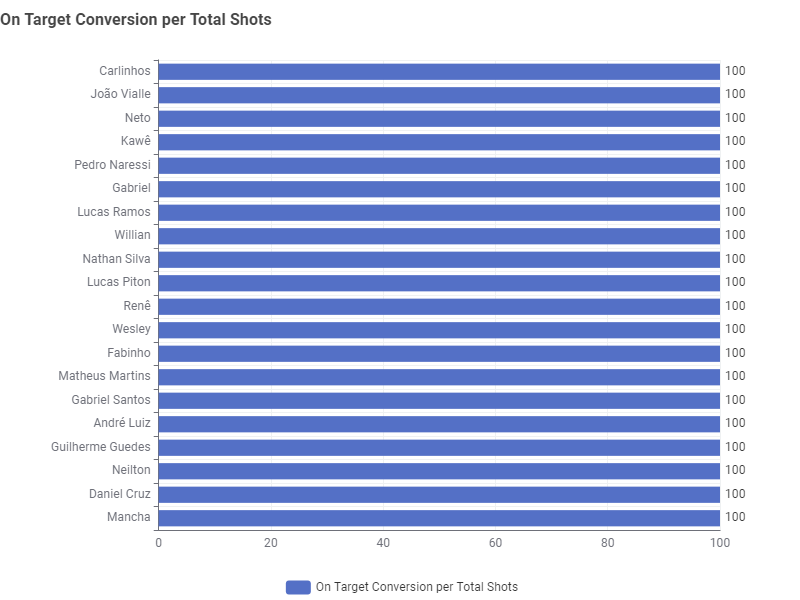 On Target Conversion per Total Shots
Carlinhos 100
João Vialle 100
Neto 100
Kawê 100
Pedro Naressi 100
Gabriel 100
Lucas Ramos 100
Willian 100
Nathan Silva 100
Lucas Piton 100
Renê 100
Wesley 100
Fabinho 100
Matheus Martins 100
Gabriel Santos 100
André Luiz 100
Guilherme Guedes 100
Neilton 100
Daniel Cruz 100
Mancha 100
0 20 40 60 80 100
On Target Conversion per Total Shots